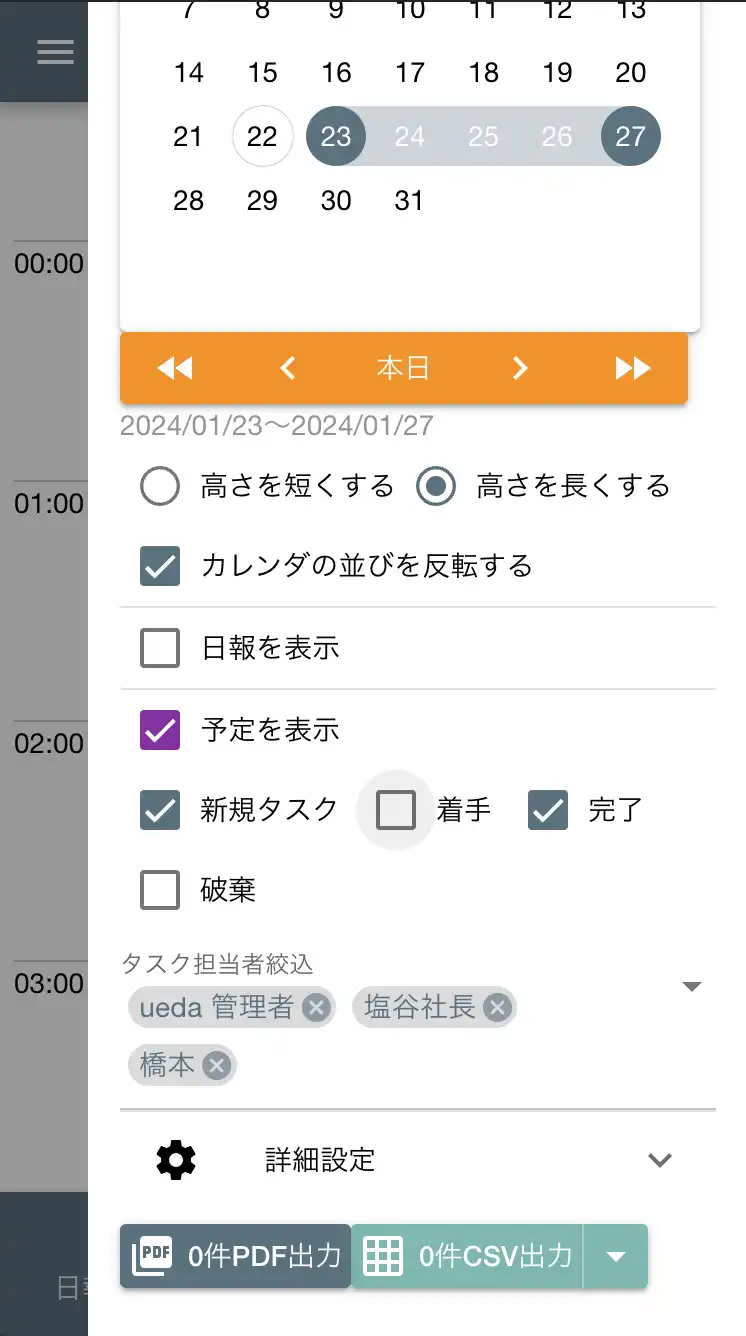 7 8 9 10 11 12 13
14 15 16 17 18 19 20
21 22 23 24 25 26 27
28 29 30 31
00:00
本日
2024/01/23～2024/01/27
高さを短くする 高さを長くする
01:00
カレンダの並びを反転する
日報を表示
02:00
予定を表示
新規タスク 着手 完了
破棄
タスク担当者絞込
03:00
ueda 管理者 塩谷社長
橋本
詳細設定
PDF 0件PDF出力 0件CSV出力
日